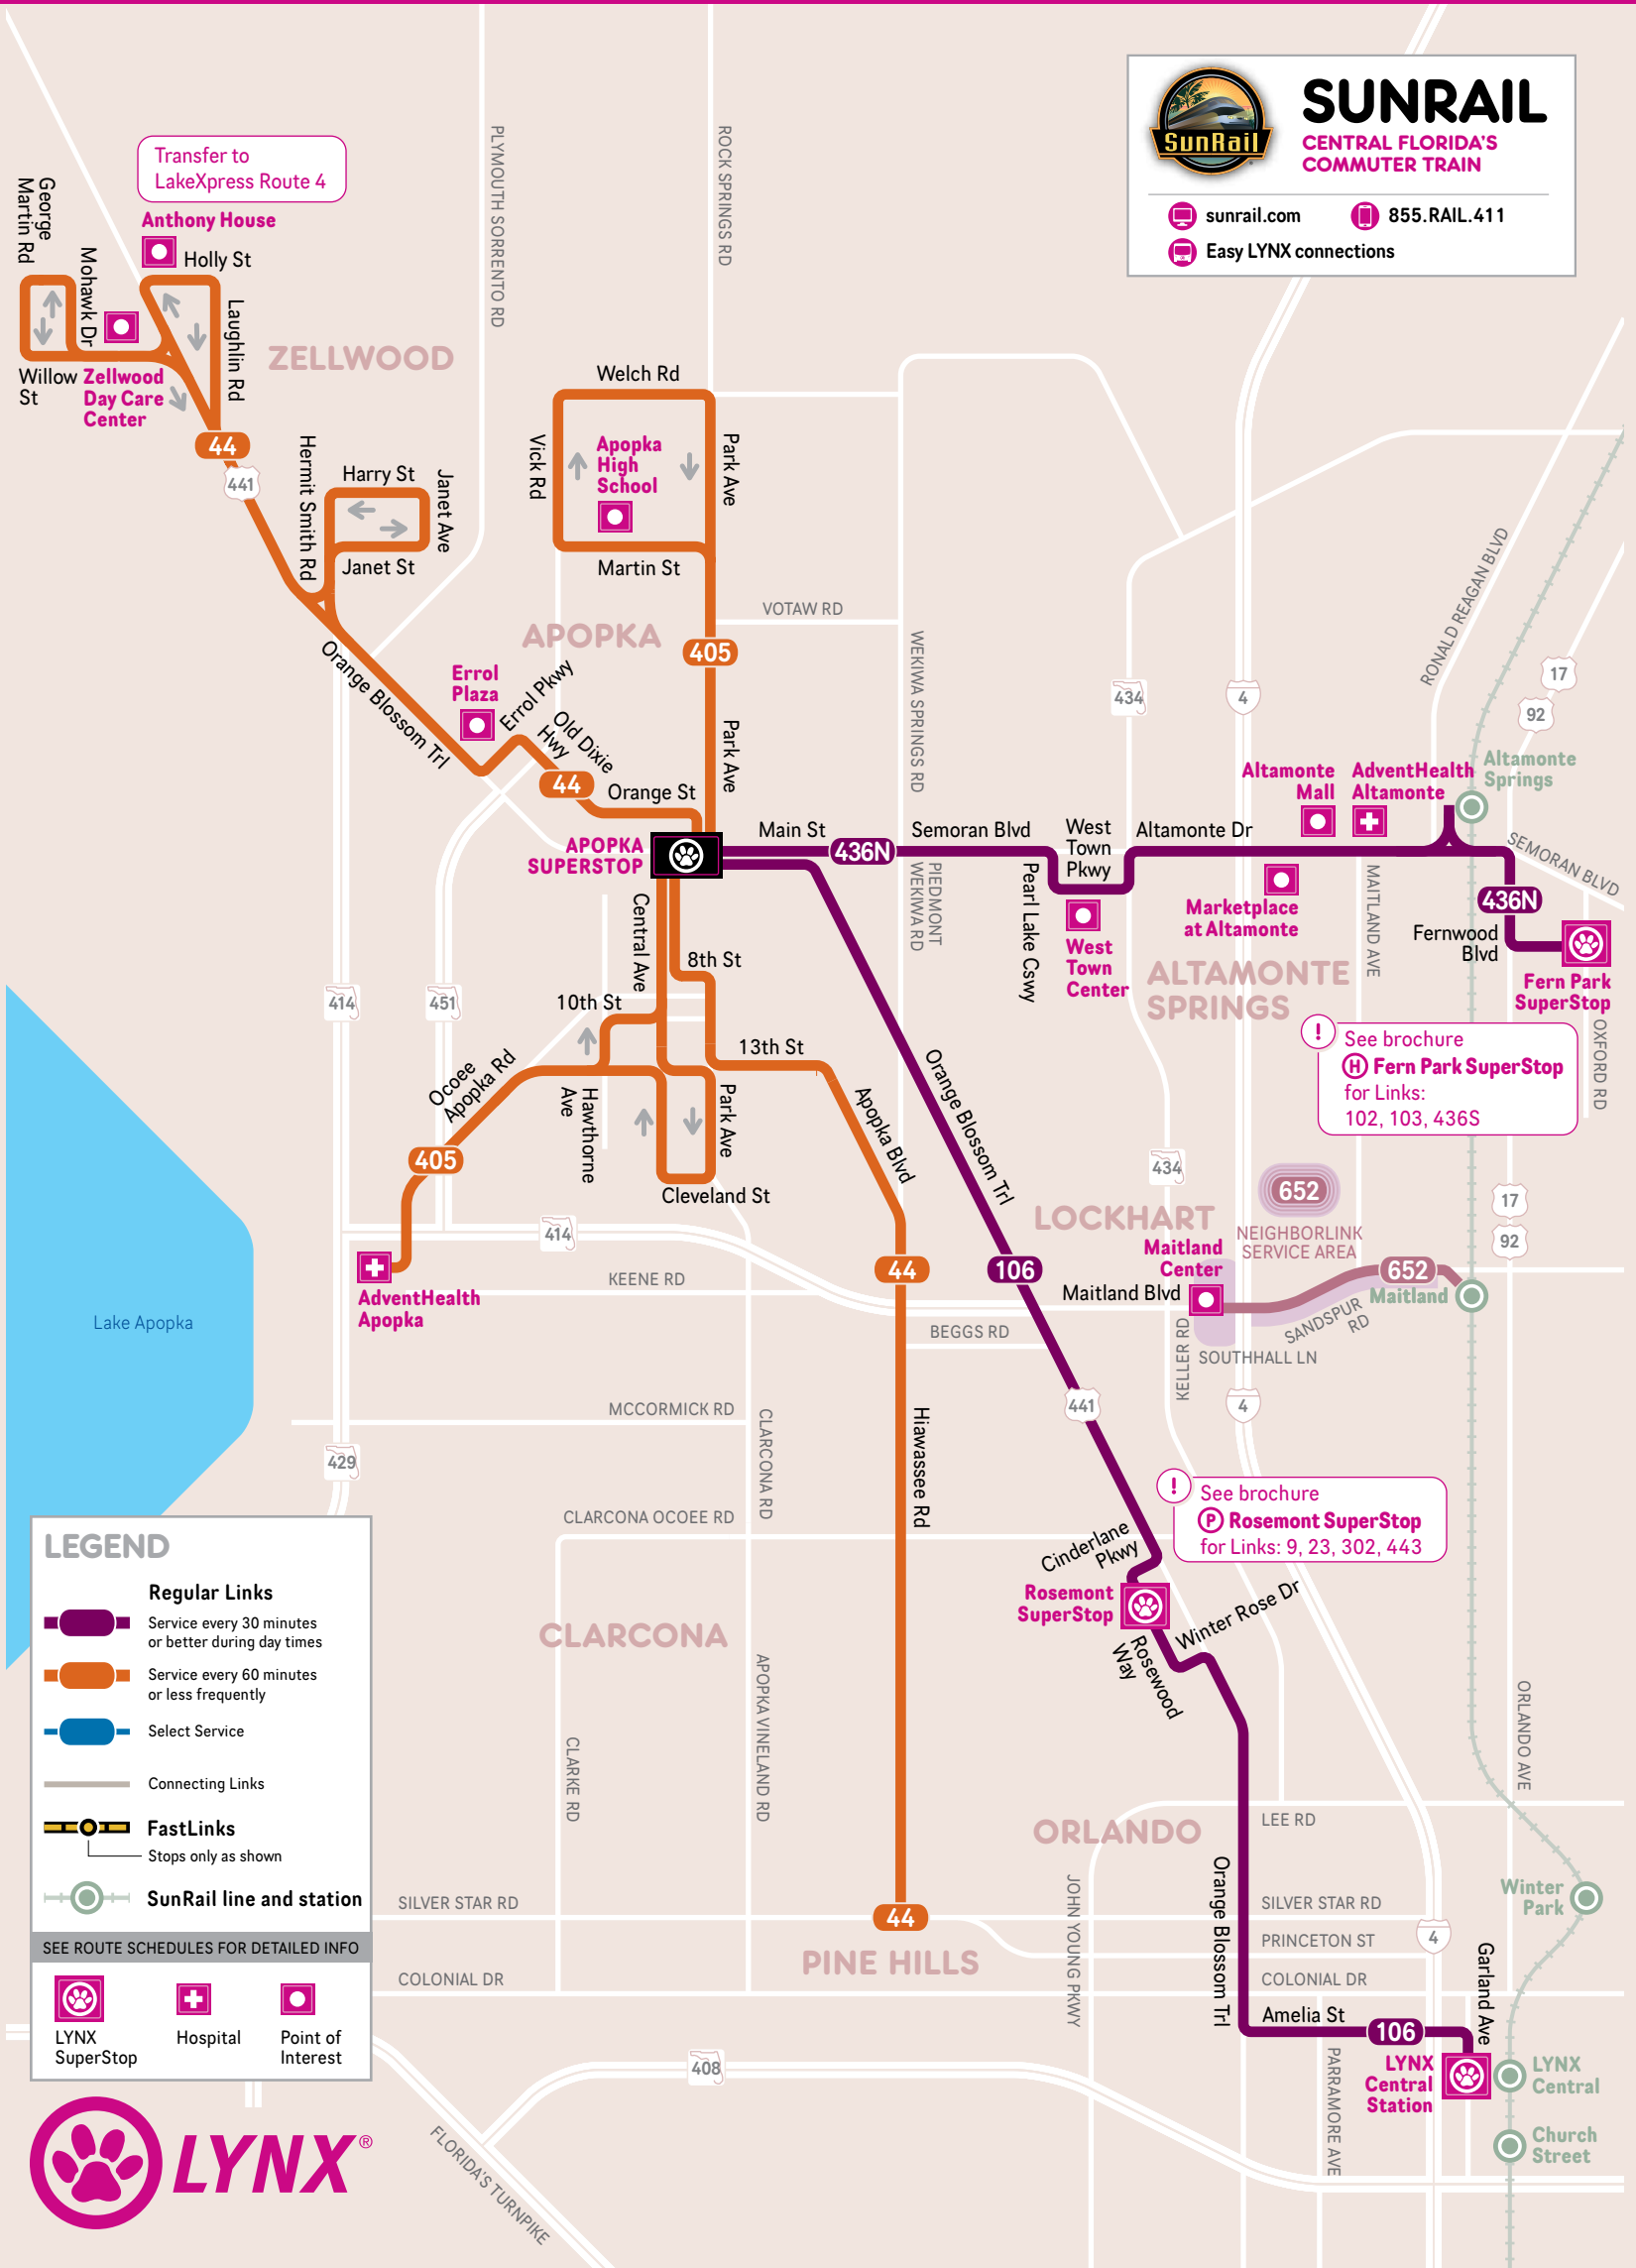 SunRail
SUNRAIL
CENTRAL FLORIDA'S
COMMUTER TRAIN
sunrail.com
855.RAIL.411
Easy LYNX connections
Transfer to
LakeXpress Route 4
Anthony House
George
Martin Rd
Mohawk Dr
Holly St
Laughlin Rd
Willow
St
Zellwood
Day Care
Center
ZELLWOOD
44
441
PLYMOUTH SORRENTO RD
ROCK SPRINGS RD
Hermit Smith Rd
Harry St
Janet Ave
Janet St
Welch Rd
Vick Rd
Apopka
High
School
Park Ave
Martin St
VOTAW RD
APOPKA
405
Orange Blossom Trl
Errol
Plaza
Errol Pkwy
Old Dixie
Hwy
44
Orange St
Park Ave
WEKIWA SPRINGS RD
434
4
RONALD REAGAN BLVD
17
92
Altamonte
Springs
APOPKA
SUPERSTOP
Main St
436N
Semoran Blvd
West
Town
Pkwy
Altamonte Dr
Altamonte
Mall
AdventHealth
Altamonte
SEMORAN BLVD
PIEDMONT
WEKIWA RD
Pearl Lake Cswy
West
Town
Center
Marketplace
at Altamonte
MAITLAND AVE
436N
Fernwood
Blvd
Fern Park
SuperStop
ALTAMONTE
SPRINGS
OXFORD RD
!
See brochure
H Fern Park SuperStop
for Links:
102, 103, 436S
Central Ave
8th St
10th St
13th St
414
451
Ocoee
Apopka Rd
Hawthorne
Ave
Park Ave
Cleveland St
Apopka Blvd
Orange Blossom Trl
405
AdventHealth
Apopka
414
KEENE RD
44
106
434
652
LOCKHART
NEIGHBORLINK
SERVICE AREA
Maitland
Center
Maitland Blvd
652
Maitland
SANDSPUR
RD
KELLER RD
SOUTHHALL LN
17
92
Lake Apopka
BEGGS RD
441
4
MCCORMICK RD
CLARCONA RD
Hiawassee Rd
429
CLARCONA OCOEE RD
!
See brochure
P Rosemont SuperStop
for Links: 9, 23, 302, 443
Cinderlane
Pkwy
Rosemont
SuperStop
Winter Rose Dr
Rosewood
Way
CLARCONA
APOPKA VINELAND RD
CLARKE RD
ORLANDO AVE
ORLANDO
LEE RD
Orange Blossom Trl
JOHN YOUNG PKWY
Winter
Park
SILVER STAR RD
44
SILVER STAR RD
PINE HILLS
PRINCETON ST
4
COLONIAL DR
COLONIAL DR
Garland Ave
Amelia St
106
LYNX
Central
Station
LYNX
Central
PARRAMORE AVE
Church
Street
408
FLORIDA'S TURNPIKE
LEGEND
Regular Links
Service every 30 minutes
or better during day times
Service every 60 minutes
or less frequently
Select Service
Connecting Links
FastLinks
Stops only as shown
SunRail line and station
SEE ROUTE SCHEDULES FOR DETAILED INFO
LYNX
SuperStop
Hospital
Point of
Interest
LYNX®